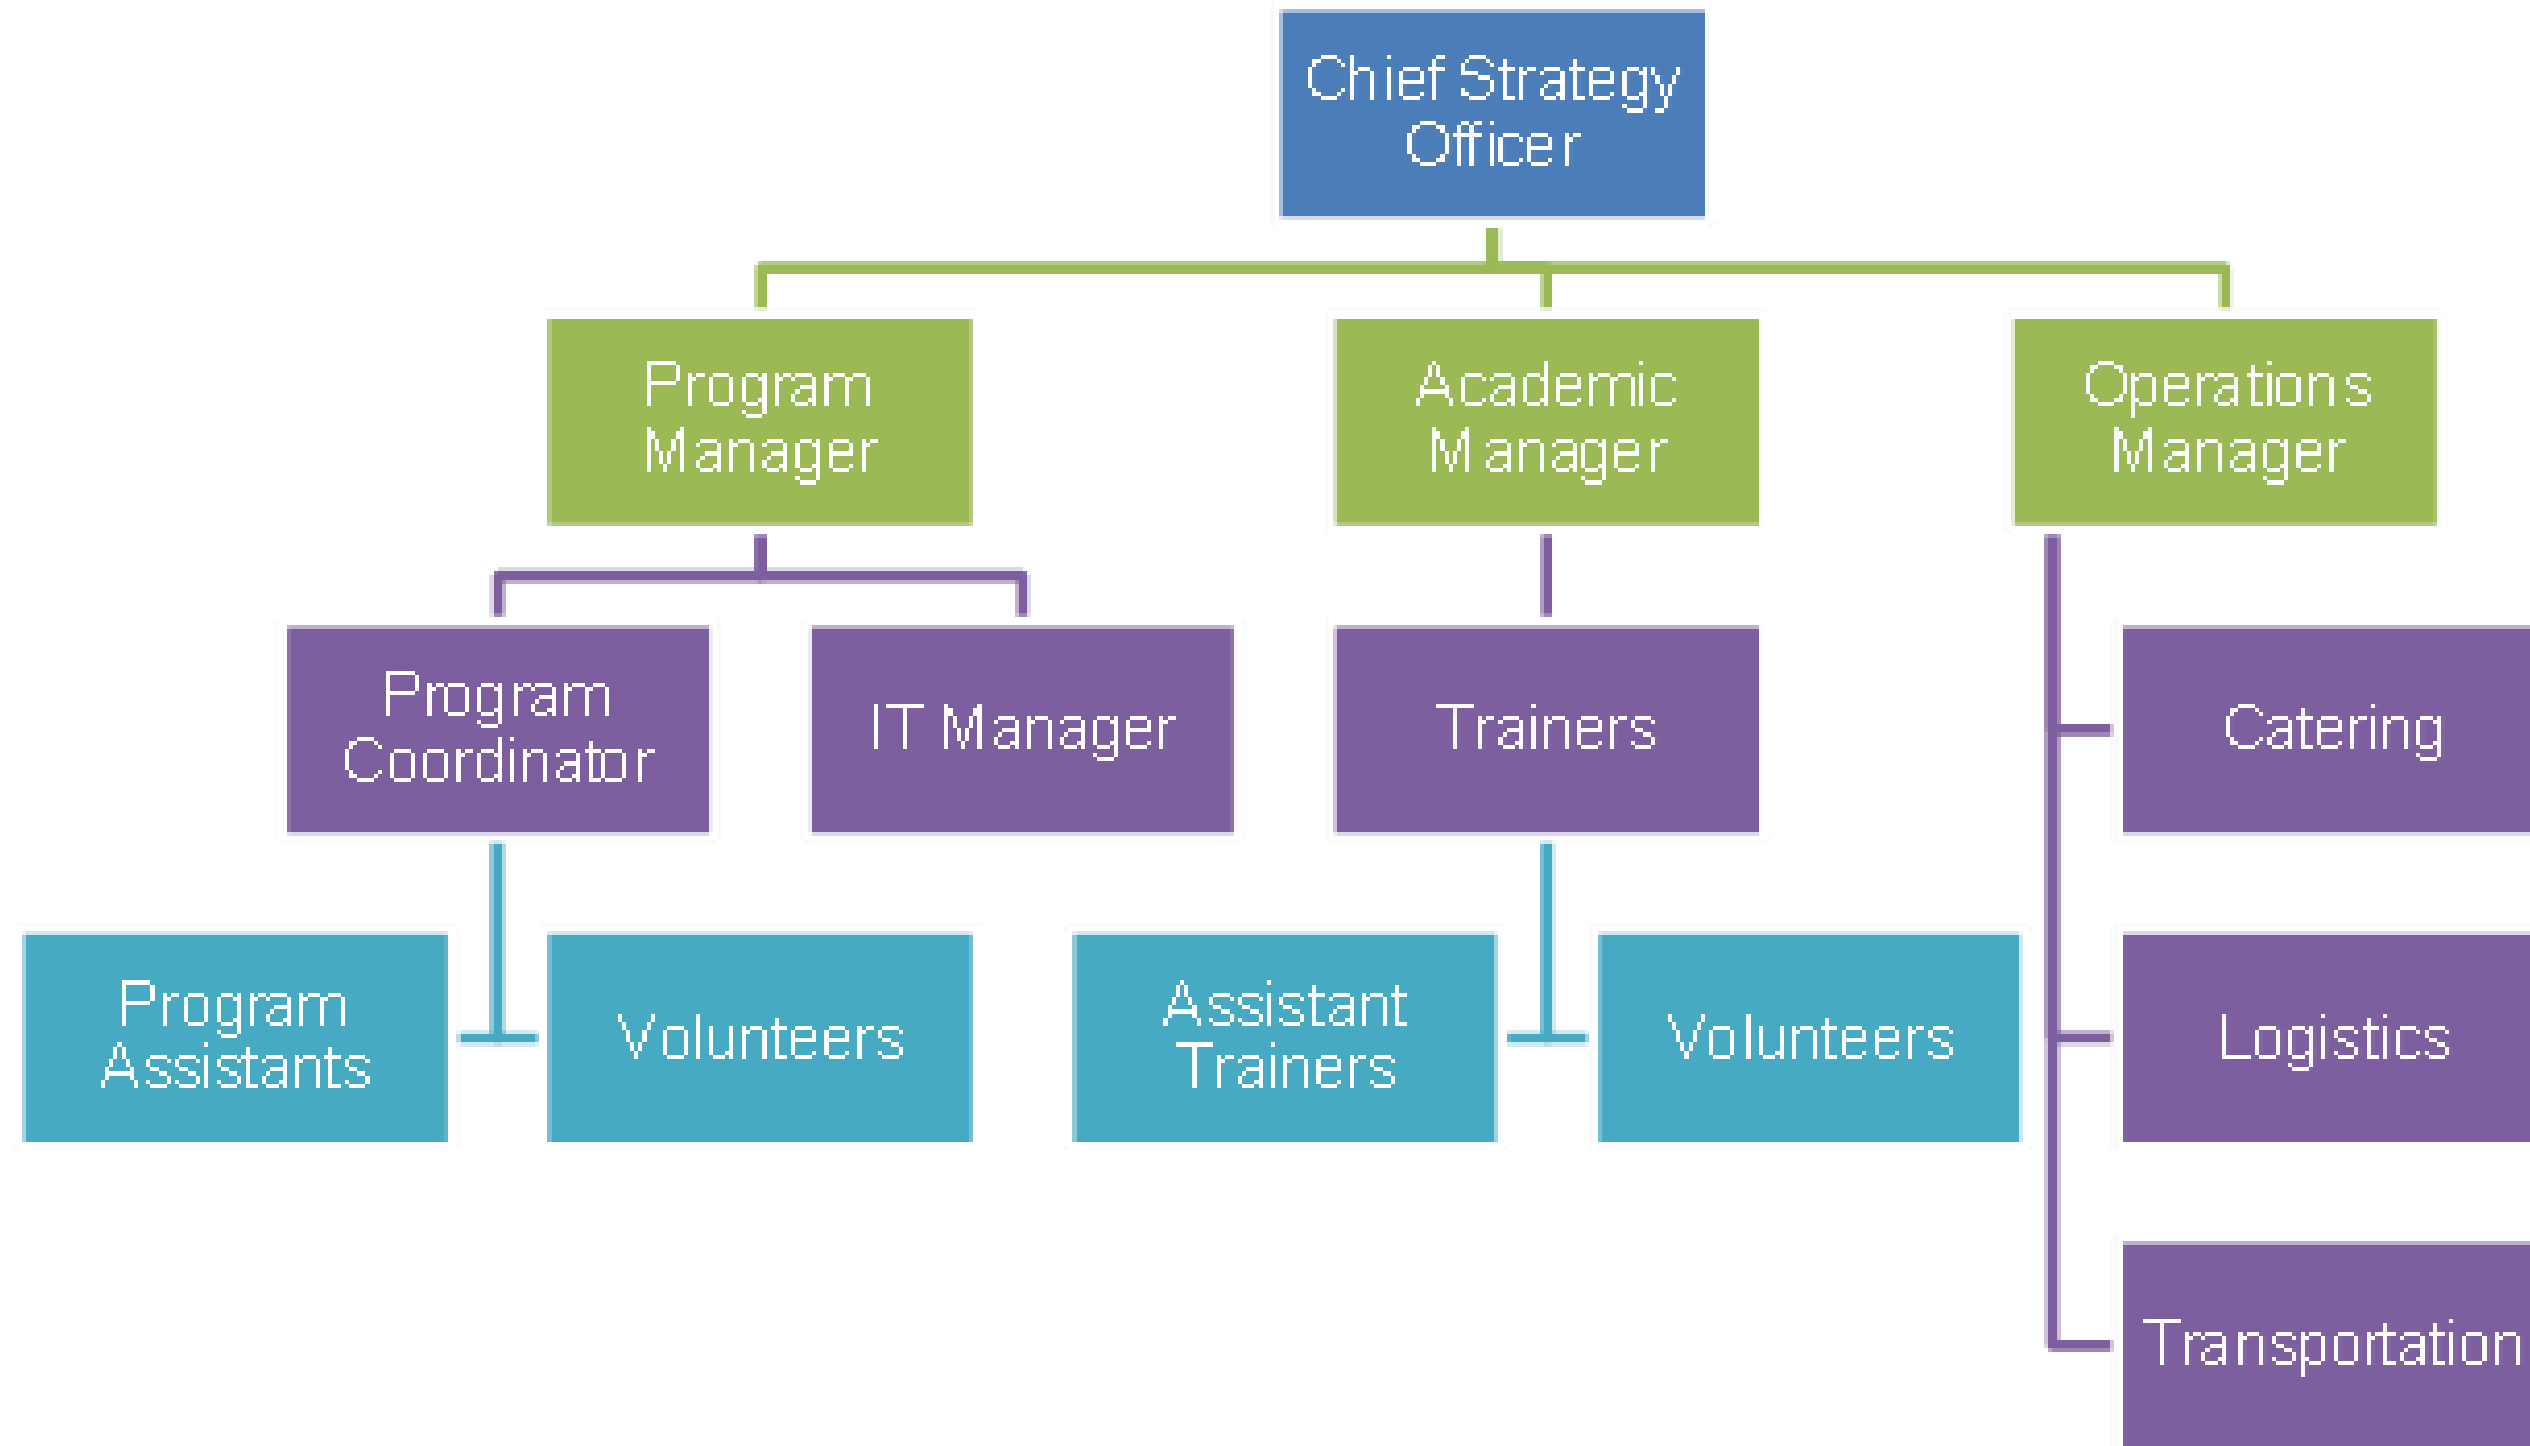 Chief Strategy
Officer
Program
Manager
Academic
Manager
Operations
Manager
Program
Coordinator
IT Manager
Trainers
Catering
Program
Assistants
Volunteers
Assistant
Trainers
Volunteers
Logistics
Transportation